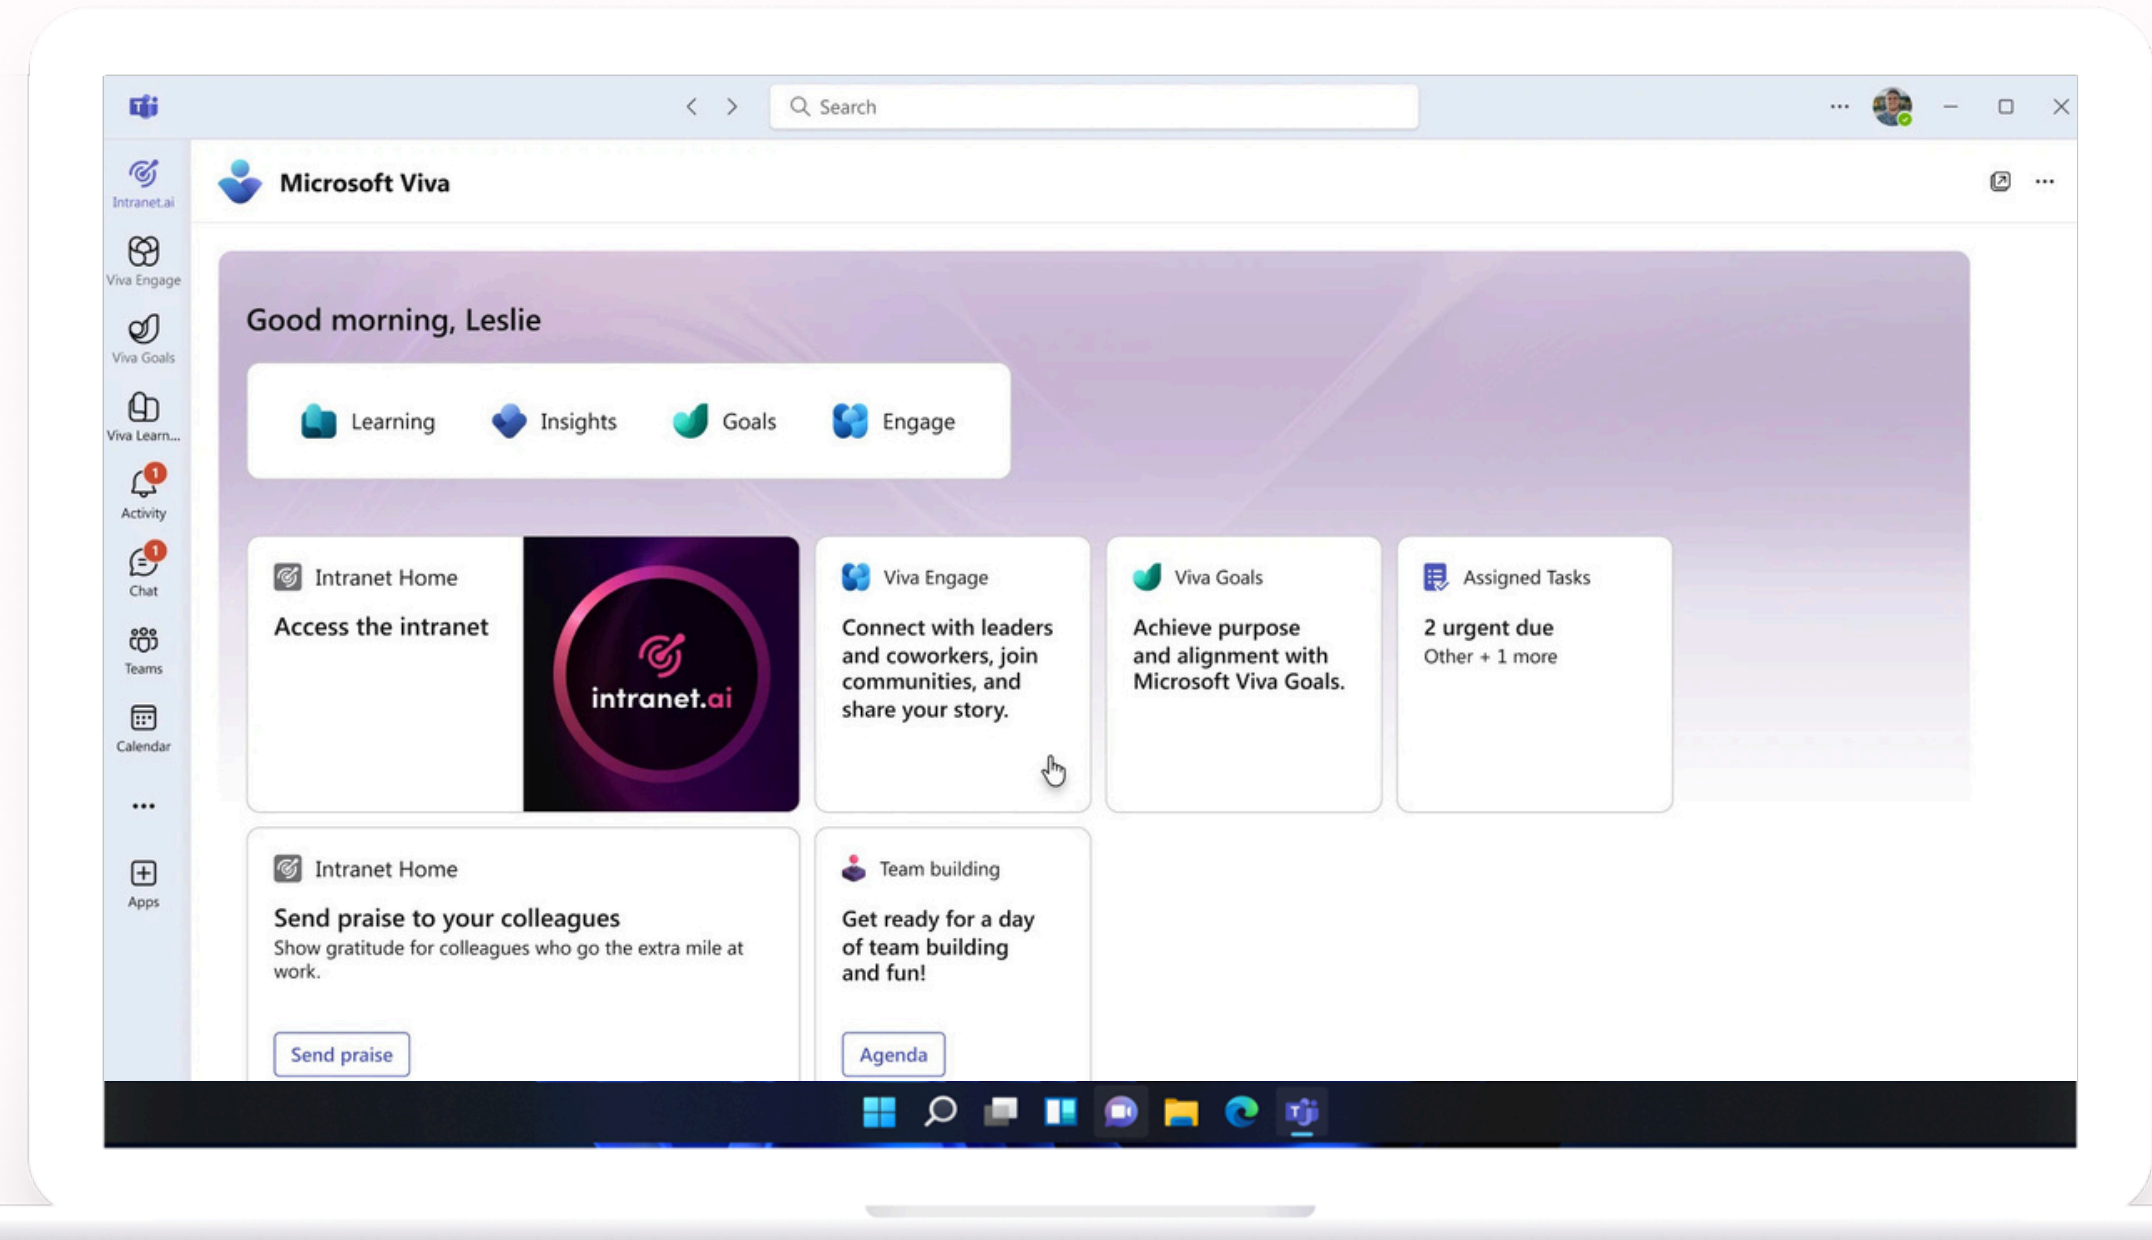 Search
Intranet.ai
Viva Engage
Viva Goals
Viva Learn...
1
Activity
1
Chat
Teams
Calendar
Apps
Microsoft Viva
Good morning, Leslie
Learning
Insights
Goals
Engage
Intranet Home
Access the intranet
intranet.ai
Viva Engage
Connect with leaders
and coworkers, join
communities, and
share your story.
Viva Goals
Achieve purpose
and alignment with
Microsoft Viva Goals.
Assigned Tasks
2 urgent due
Other + 1 more
Intranet Home
Send praise to your colleagues
Show gratitude for colleagues who go the extra mile at
work.
Send praise
Team building
Get ready for a day
of team building
and fun!
Agenda